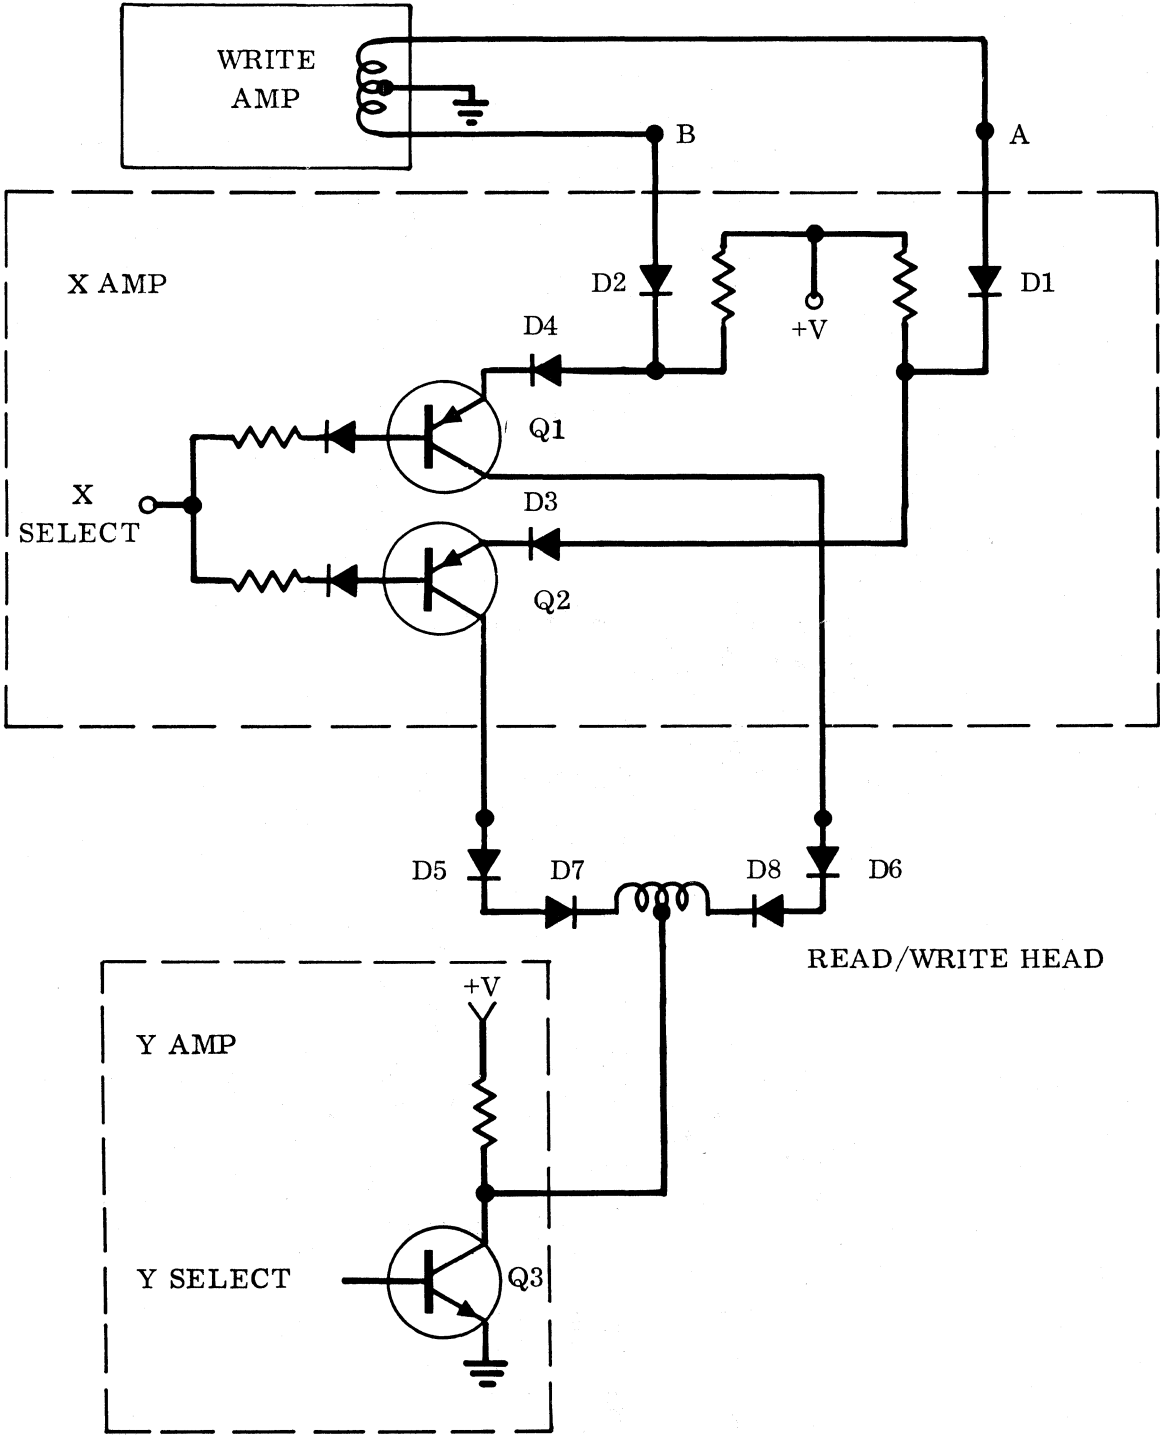 WRITE
AMP
B
A
X AMP
D2
D1
+V
D4
Q1
X
SELECT
D3
Q2
D5
D7
D8
D6
READ/WRITE HEAD
+V
Y AMP
Y SELECT
Q3